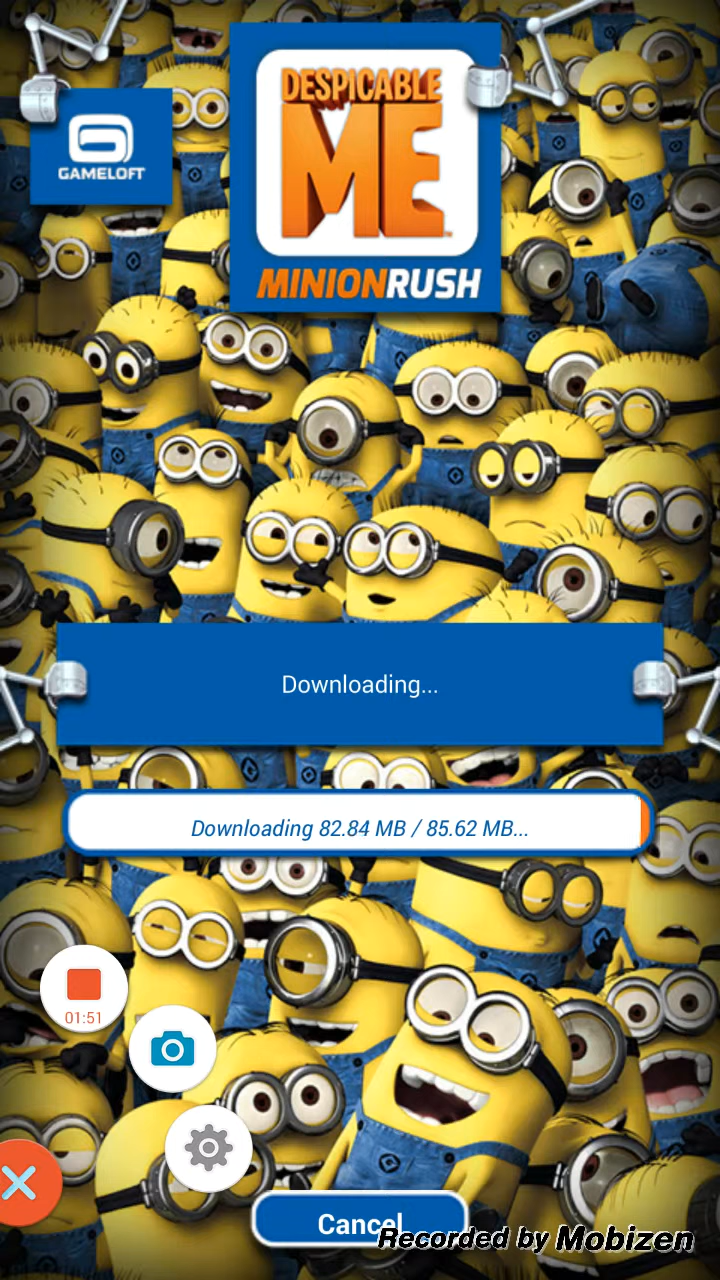 DESPICABLE
ME
GAMELOFT
MINIONRUSH
Downloading...
Downloading 82.84 MB / 85.62 MB...
01:51
Cancel
Recorded by Mobizen